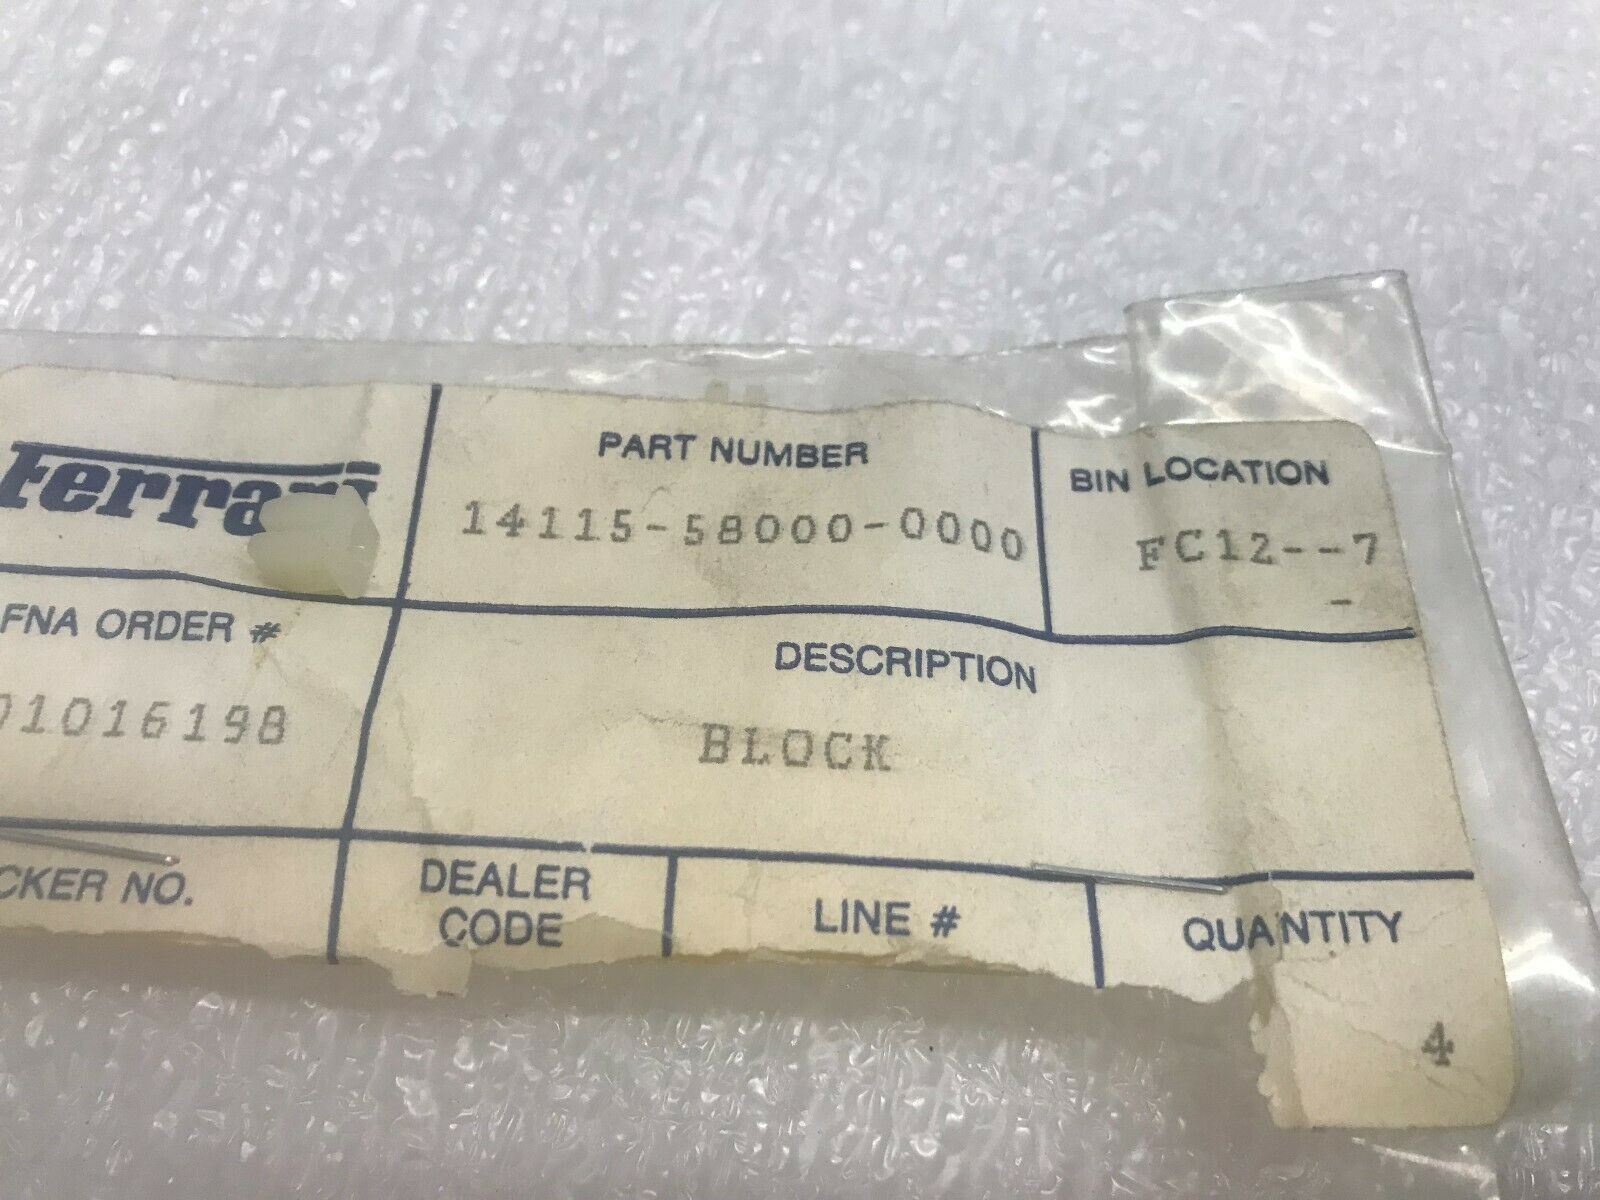 Ferrari
PART NUMBER
14115-58000-0000
BIN LOCATION
FC12--7
-
FNA ORDER #
01016198
DESCRIPTION
BLOCK
CKER NO.
DEALER
CODE
LINE #
QUANTITY
4